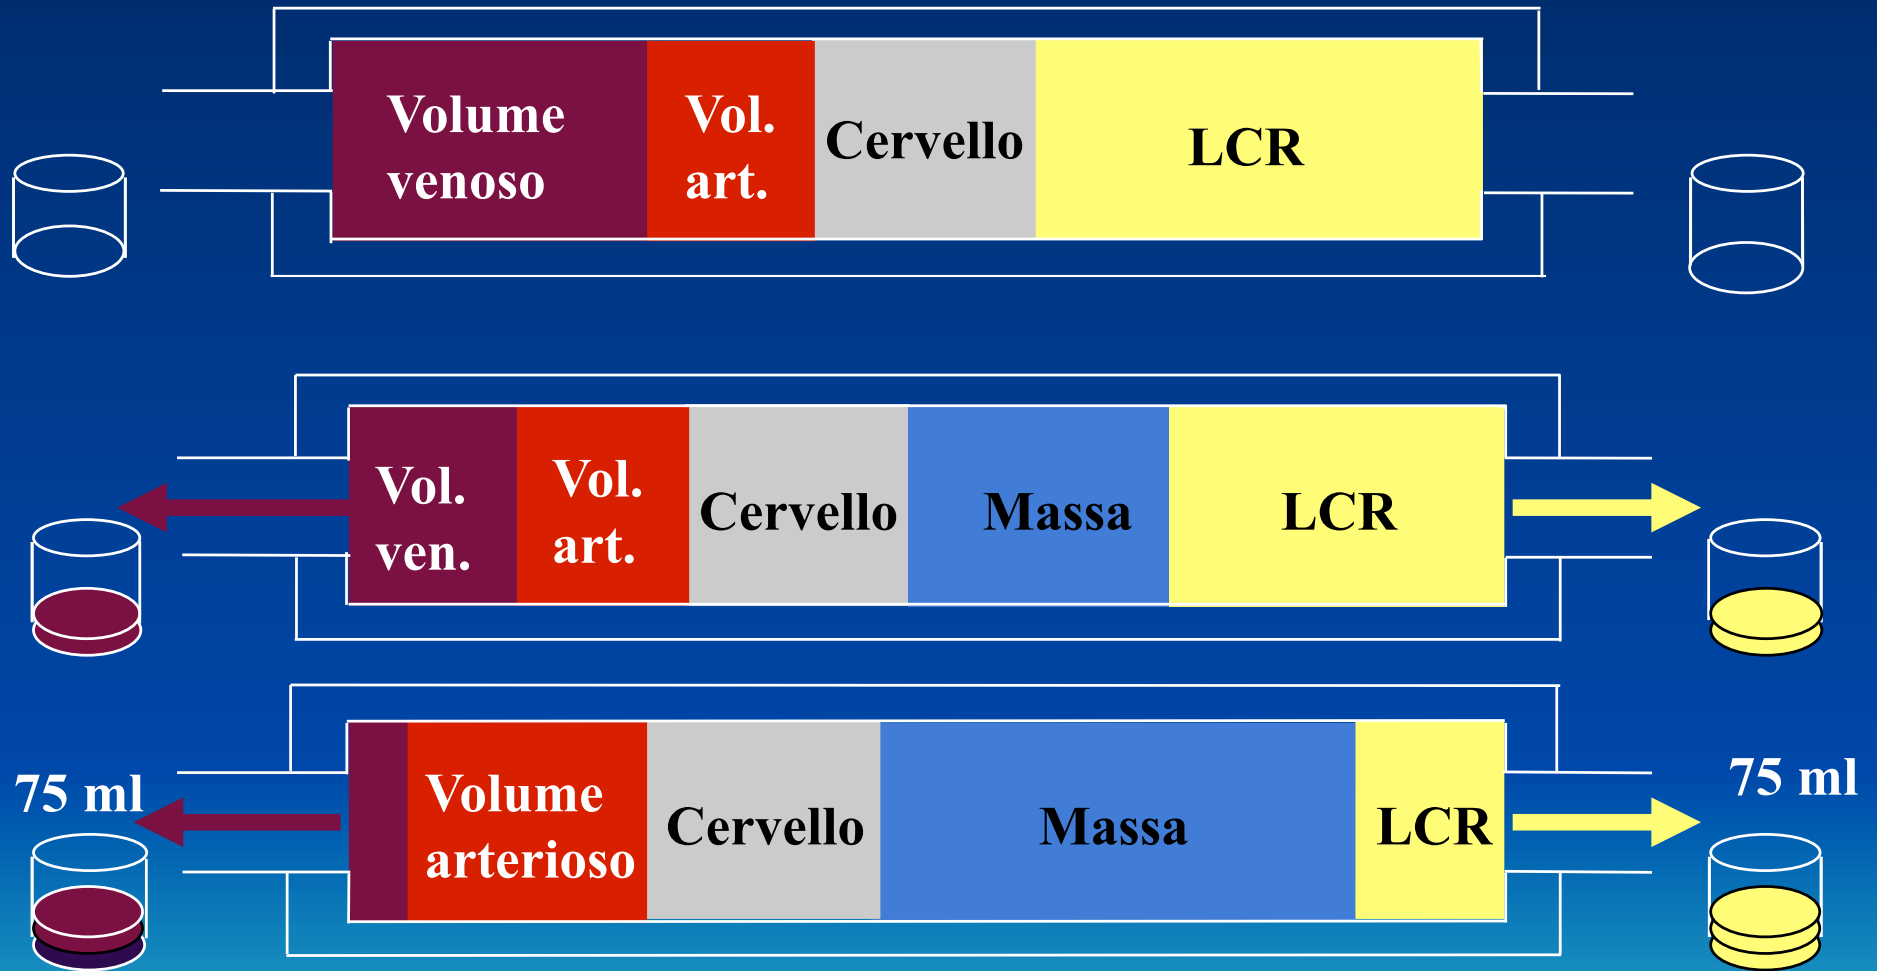 Volume
venoso
Vol.
art.
Cervello
LCR
Vol.
ven.
Vol.
art.
Cervello
Massa
LCR
75 ml
Volume
arterioso
Cervello
Massa
LCR
75 ml